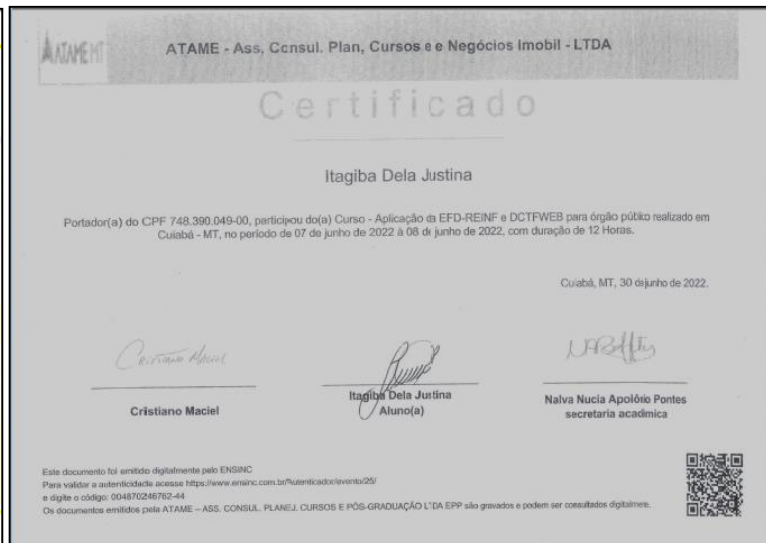 ATAME MT
ATAME - Ass, Consul. Plan, Cursos e e Negócios Imobil - LTDA
Certificado
Itagiba Dela Justina
Portador(a) do CPF 748.390.049-00, participou do(a) Curso - Aplicação da EFD-REINF e DCTFWEB para órgão público realizado em
Cuiabá - MT, no período de 07 de junho de 2022 à 08 de junho de 2022, com duração de 12 Horas.
Cuiabá, MT, 30 de junho de 2022.
Cristiano Maciel
Cristiano Maciel
Itagiba Dela Justina
Aluno(a)
Nalva Nucia Apolônio Pontes
secretaria acadmica
Este documento foi emitido digitalmente pelo ENSINC
Para validar a autenticidade acesse https://www.ensinc.com.br/autenticador/evento/25/
e digite o código: 004870246762-44
Os documentos emitidos pela ATAME – ASS. CONSUL. PLANEJ. CURSOS E PÓS-GRADUAÇÃO LTDA EPP são gravados e podem ser consultados digitalmente.